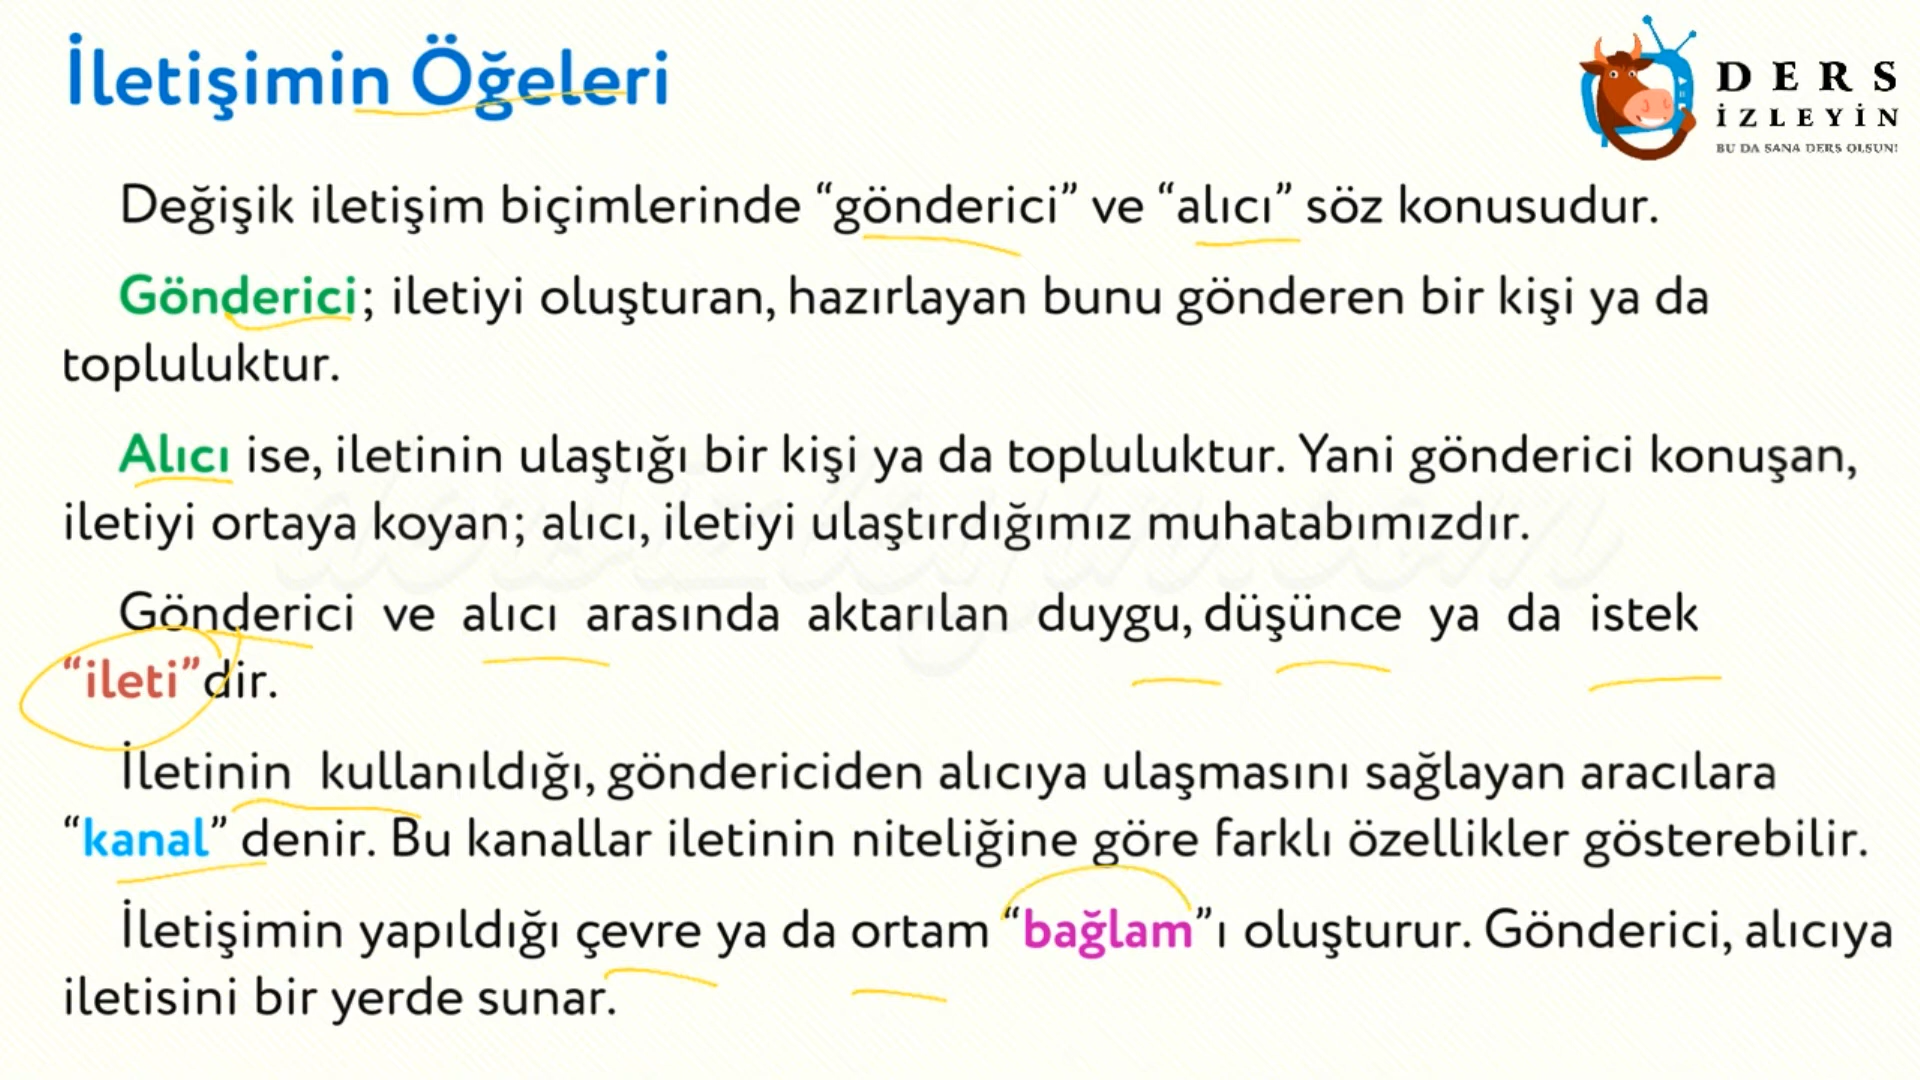 İletişimin Öğeleri
DERS
İZLEYİN
BU DA SANA DERS OLSUN!
Değişik iletişim biçimlerinde “gönderici” ve “alıcı” söz konusudur.
Gönderici; iletiyi oluşturan, hazırlayan bunu gönderen bir kişi ya da
topluluktur.
Alıcı ise, iletinin ulaştığı bir kişi ya da topluluktur. Yani gönderici konuşan,
iletiyi ortaya koyan; alıcı, iletiyi ulaştırdığımız muhatabımızdır.
Gönderici ve alıcı arasında aktarılan duygu, düşünce ya da istek
“ileti”dir.
İletinin kullanıldığı, göndericiden alıcıya ulaşmasını sağlayan aracılara
“kanal” denir. Bu kanallar iletinin niteliğine göre farklı özellikler gösterebilir.
İletişimin yapıldığı çevre ya da ortam “bağlam”ı oluşturur. Gönderici, alıcıya
iletisini bir yerde sunar.